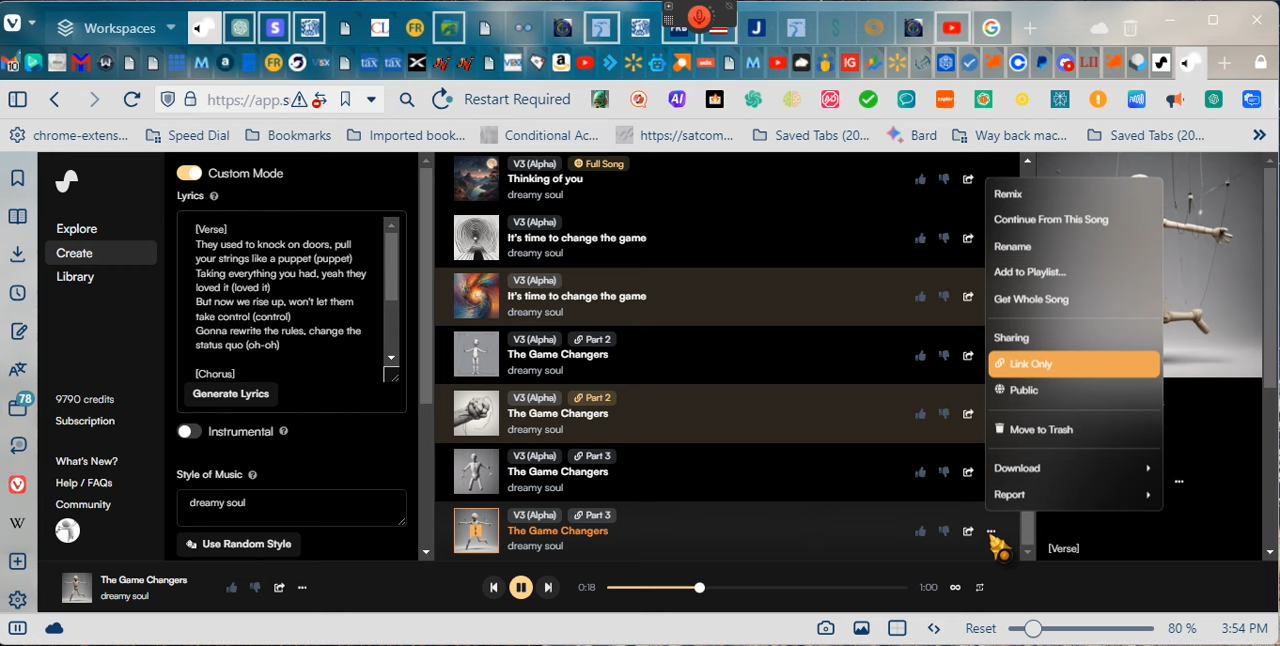 Workspaces
https://app.s
Restart Required
chrome-extens...
Speed Dial
Bookmarks
Imported book...
Conditional Ac...
https://satcom...
Saved Tabs (20...
Bard
Way back mac...
Saved Tabs (20...
78
Explore
Create
Library
9790 credits
Subscription
What's New?
Help / FAQs
Community
Custom Mode
Lyrics
[Verse]
They used to knock on doors, pull
your strings like a puppet (puppet)
Taking everything you had, yeah they
loved it (loved it)
But now we rise up, won't let them
take control (control)
Gonna rewrite the rules, change the
status quo (oh-oh)
[Chorus]
Generate Lyrics
Instrumental
Style of Music
dreamy soul
Use Random Style
V3 (Alpha) Full Song
Thinking of you
dreamy soul
V3 (Alpha)
It's time to change the game
dreamy soul
V3 (Alpha)
It's time to change the game
dreamy soul
V3 (Alpha) Part 2
The Game Changers
dreamy soul
V3 (Alpha) Part 2
The Game Changers
dreamy soul
V3 (Alpha) Part 3
The Game Changers
dreamy soul
V3 (Alpha) Part 3
The Game Changers
dreamy soul
Remix
Continue From This Song
Rename
Add to Playlist...
Get Whole Song
Sharing
Link Only
Public
Move to Trash
Download
Report
[Verse]
The Game Changers
dreamy soul
0:18
1:00
Reset
80 %
3:54 PM